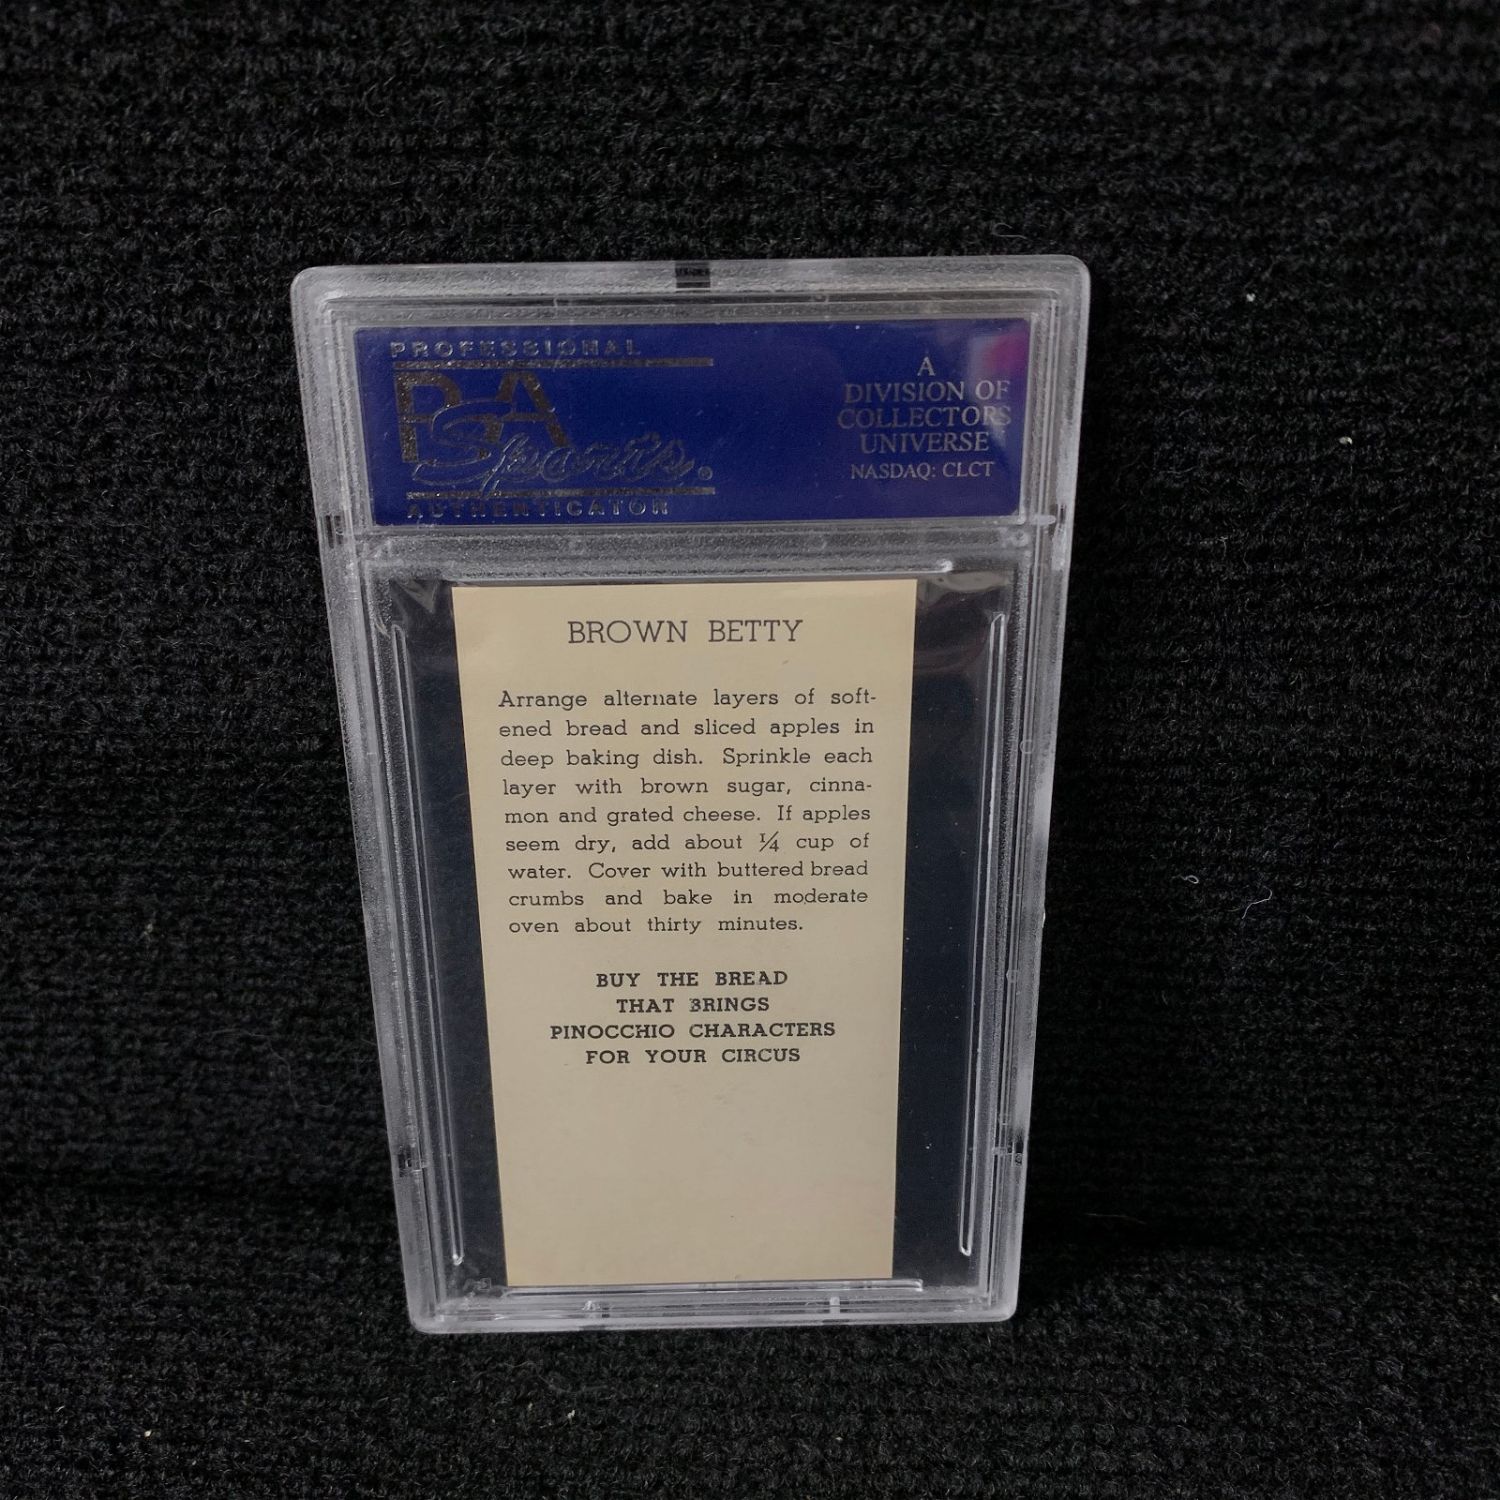 PROFESSIONAL
PSA
Sports
AUTHENTICATOR
A
DIVISION OF
COLLECTORS
UNIVERSE
NASDAQ: CLCT
BROWN BETTY
Arrange alternate layers of soft-
ened bread and sliced apples in
deep baking dish. Sprinkle each
layer with brown sugar, cinna-
mon and grated cheese. If apples
seem dry, add about ¼ cup of
water. Cover with buttered bread
crumbs and bake in moderate
oven about thirty minutes.
BUY THE BREAD
THAT BRINGS
PINOCCHIO CHARACTERS
FOR YOUR CIRCUS